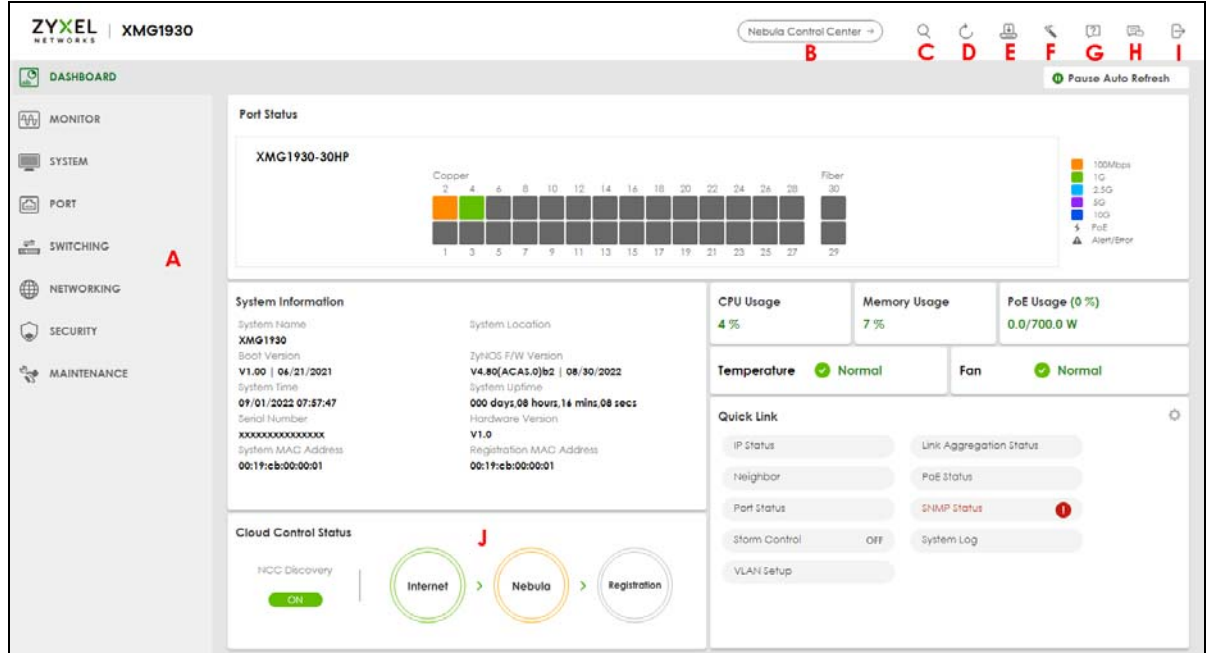 ZYXEL NETWORKS | XMG1930
Nebula Control Center →
B C D E F G H I
DASHBOARD
Pause Auto Refresh
MONITOR
SYSTEM
PORT
SWITCHING
A
NETWORKING
SECURITY
MAINTENANCE
Port Status
XMG1930-30HP
Copper Fiber
2 4 6 8 10 12 14 16 18 20 22 24 26 28 30
1 3 5 7 9 11 13 15 17 19 21 23 25 27 29
100Mbps
1G
2.5G
5G
10G
PoE
Alert/Error
System Information
System Name System Location
XMG1930
Boot Version ZyNOS F/W Version
V1.00 | 06/21/2021 V4.80(ACAS.0)b2 | 08/30/2022
System Time System Uptime
09/01/2022 07:57:47 000 days,08 hours,16 mins,08 secs
Serial Number Hardware Version
xxxxxxxxxxxxxxx V1.0
System MAC Address Registration MAC Address
00:19:cb:00:00:01 00:19:cb:00:00:01
CPU Usage Memory Usage PoE Usage (0 %)
4 % 7 % 0.0/700.0 W
Temperature Normal Fan Normal
Quick Link
IP Status Link Aggregation Status
Neighbor PoE Status
Port Status SNMP Status
Storm Control OFF System Log
VLAN Setup
Cloud Control Status
J
NCC Discovery
ON
Internet > Nebula > Registration